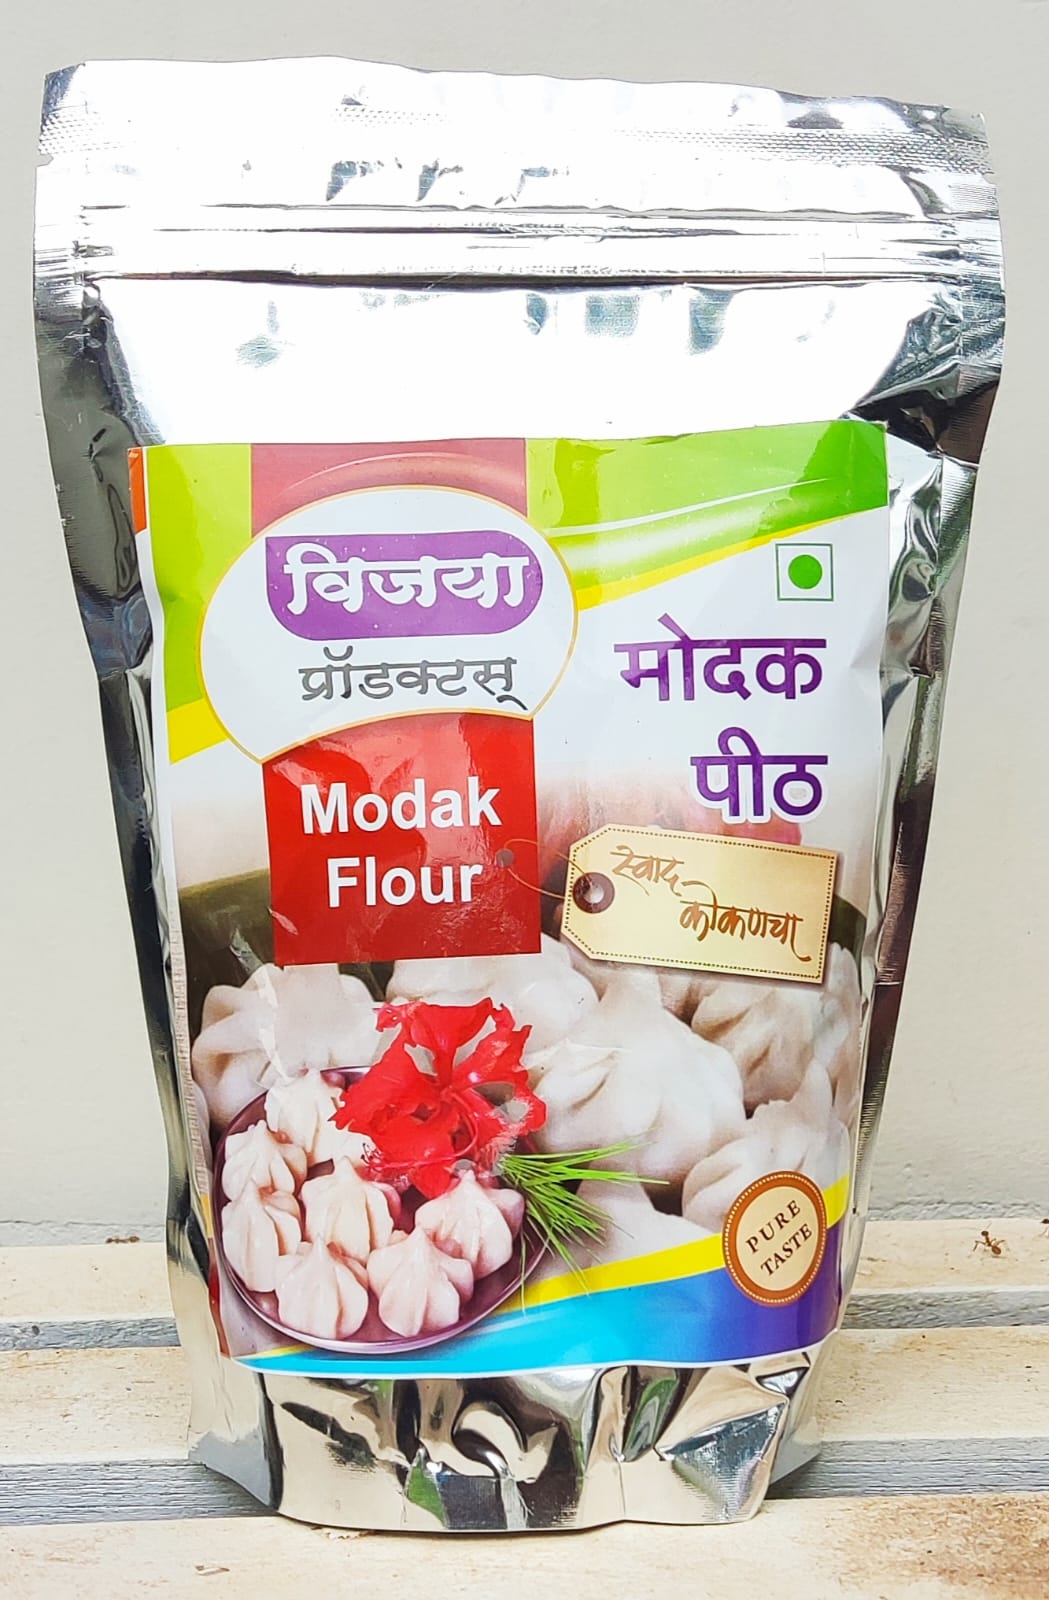 विजया
प्रॉडक्टस्
Modak
Flour
मोदक
पीठ
स्वाद
कोकणचा
PURE
TASTE